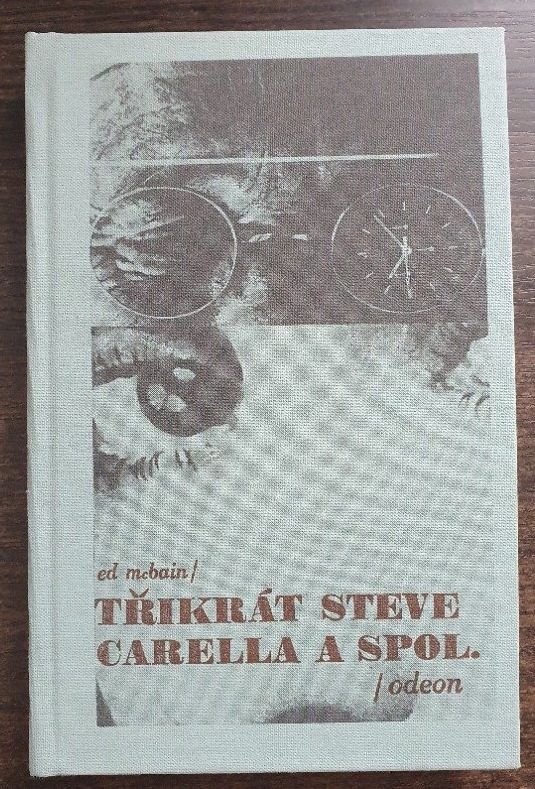 ed mcbain/
TŘIKRÁT STEVE
CARELLA A SPOL.
/odeon